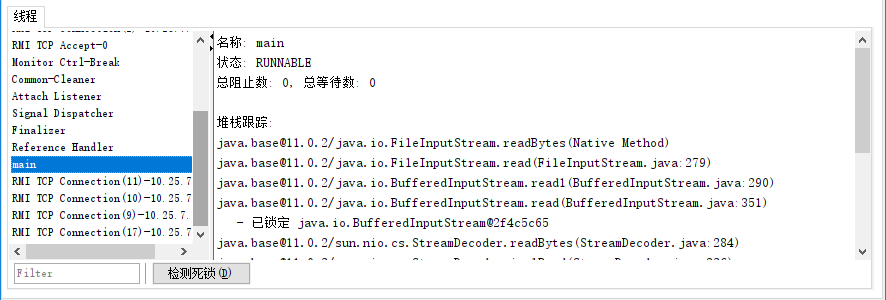 线程
RMI TCP Accept-0
Monitor Ctrl-Break
Common-Cleaner
Attach Listener
Signal Dispatcher
Finalizer
Reference Handler
main
RMI TCP Connection(11)-10.25.7
RMI TCP Connection(10)-10.25.7
RMI TCP Connection(9)-10.25.7.
RMI TCP Connection(17)-10.25.7
名称: main
状态: RUNNABLE
总阻止数: 0, 总等待数: 0
堆栈跟踪:
java.base@11.0.2/java.io.FileInputStream.readBytes(Native Method)
java.base@11.0.2/java.io.FileInputStream.read(FileInputStream.java:279)
java.base@11.0.2/java.io.BufferedInputStream.read1(BufferedInputStream.java:290)
java.base@11.0.2/java.io.BufferedInputStream.read(BufferedInputStream.java:351)
- 已锁定 java.io.BufferedInputStream@2f4c5c65
java.base@11.0.2/sun.nio.cs.StreamDecoder.readBytes(StreamDecoder.java:284)
Filter
检测死锁(D)